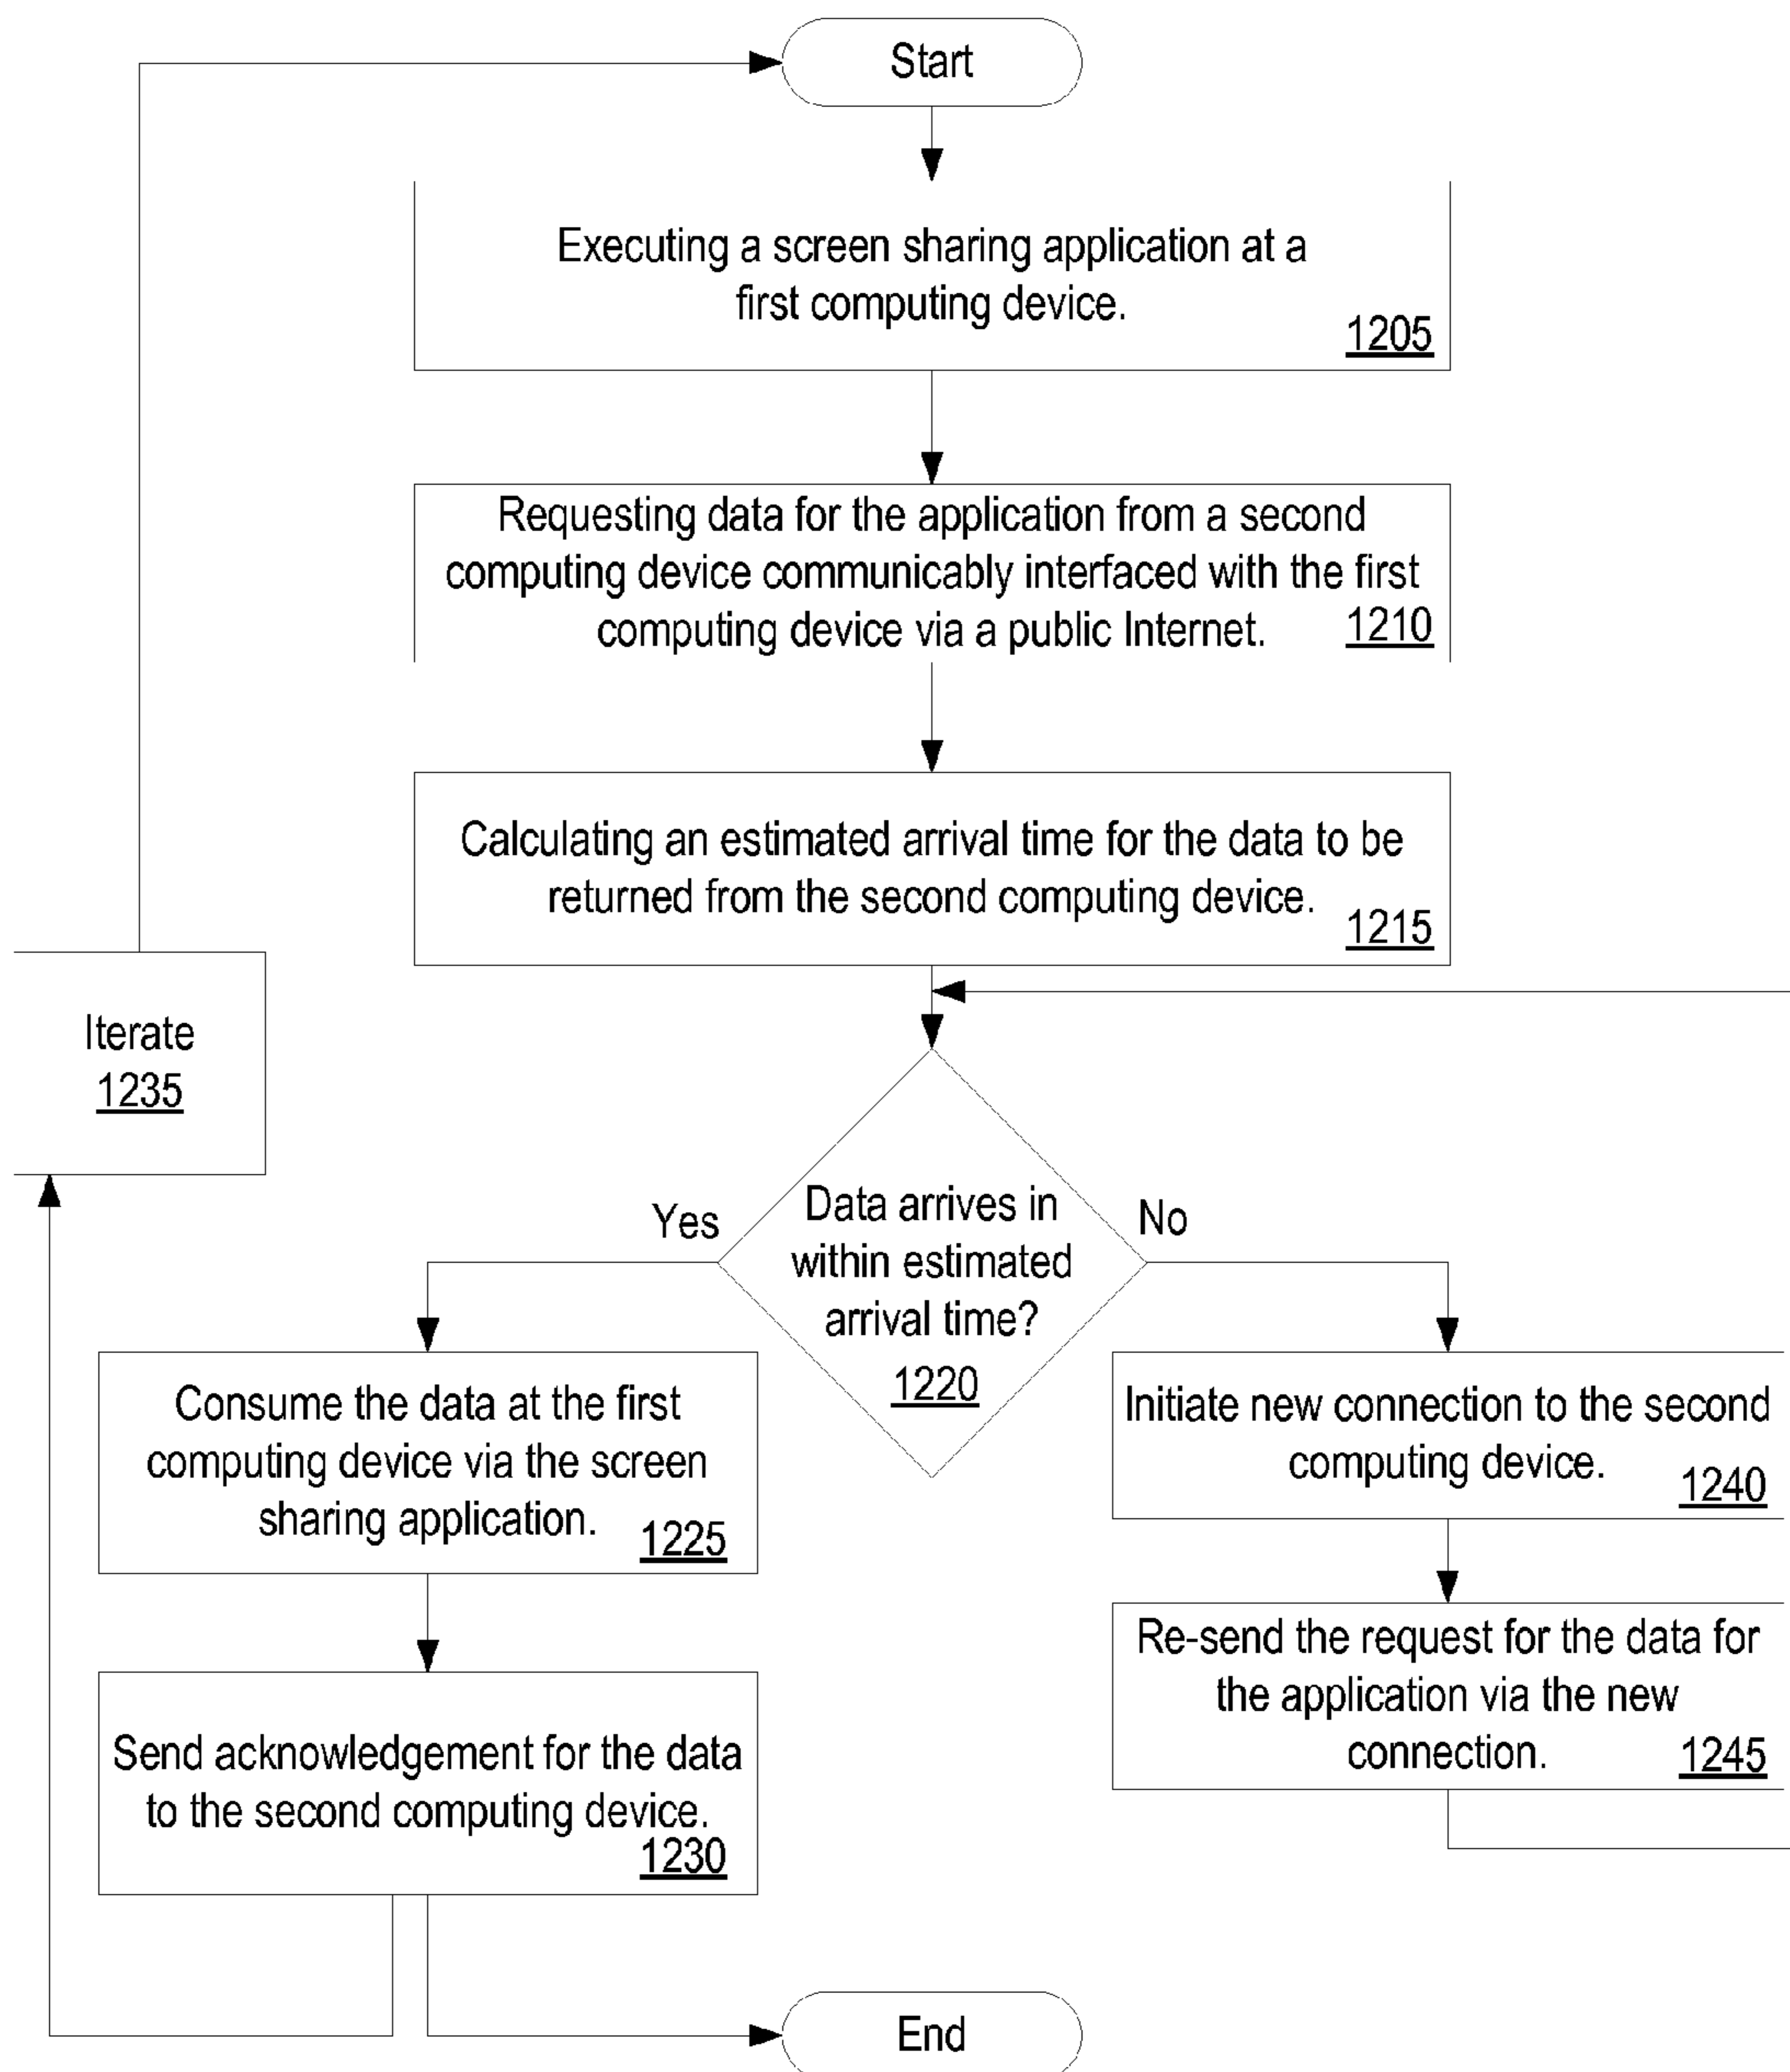 Start
Executing a screen sharing application at a
first computing device.
1205
Requesting data for the application from a second
computing device communicably interfaced with the first
computing device via a public Internet.
1210
Calculating an estimated arrival time for the data to be
returned from the second computing device.
1215
Iterate
1235
Data arrives in
within estimated
arrival time?
1220
Yes
No
Consume the data at the first
computing device via the screen
sharing application.
1225
Initiate new connection to the second
computing device.
1240
Send acknowledgement for the data
to the second computing device.
1230
Re-send the request for the data for
the application via the new
connection.
1245
End